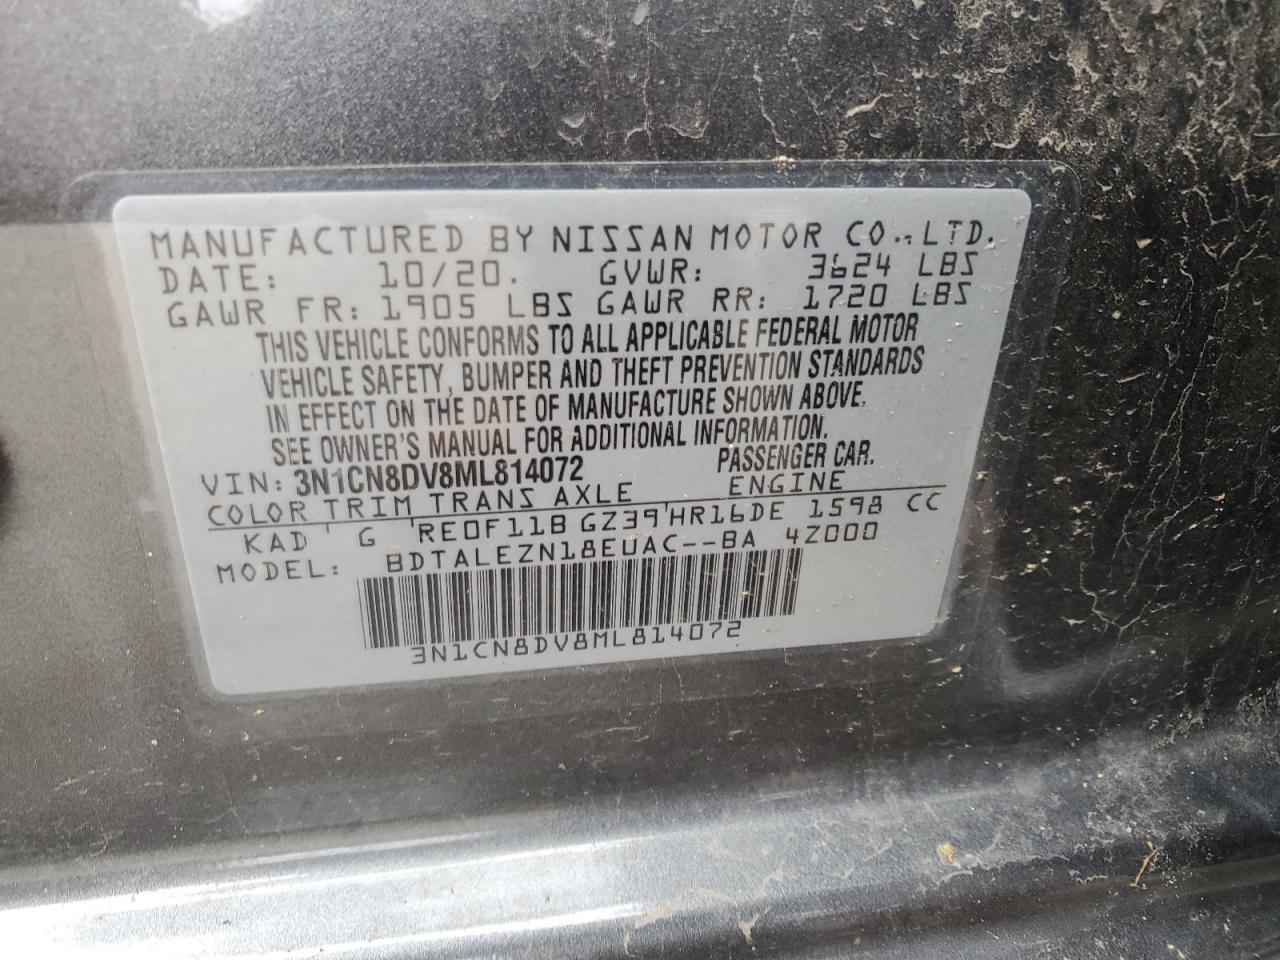 MANUFACTURED BY NISSAN MOTOR CO.,LTD.
DATE: 10/20. GVWR: 3624 LBS
GAWR FR: 1905 LBS GAWR RR: 1720 LBS
THIS VEHICLE CONFORMS TO ALL APPLICABLE FEDERAL MOTOR
VEHICLE SAFETY, BUMPER AND THEFT PREVENTION STANDARDS
IN EFFECT ON THE DATE OF MANUFACTURE SHOWN ABOVE.
SEE OWNER'S MANUAL FOR ADDITIONAL INFORMATION.
VIN: 3N1CN8DV8ML814072 PASSENGER CAR.
COLOR TRIM TRANS AXLE ENGINE
KAD G RE0F11B GZ39 HR16DE 1598 CC
MODEL: BDTALEZN18EUAC--BA 4Z000
3N1CN8DV8ML814072